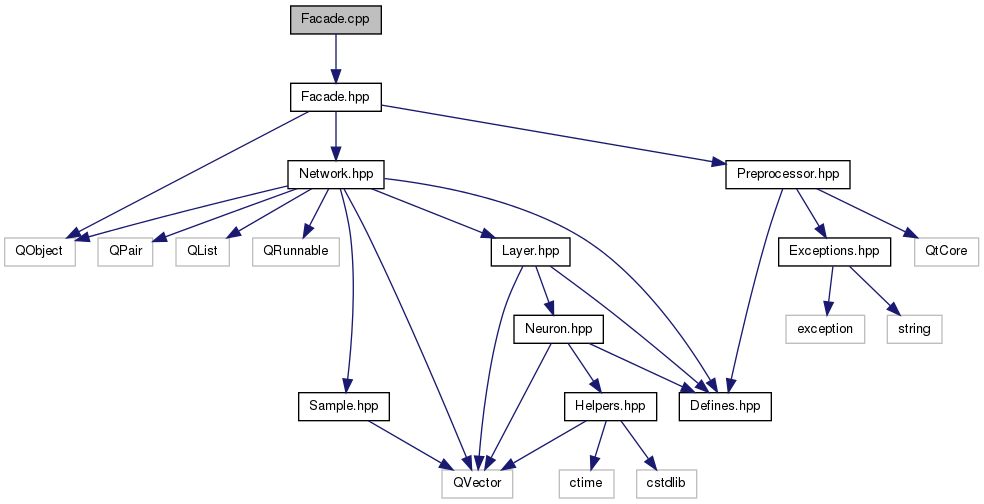 Facade.cpp
Facade.hpp
Network.hpp
Preprocessor.hpp
QObject
QPair
QList
QRunnable
Layer.hpp
Exceptions.hpp
QtCore
Neuron.hpp
exception
string
Sample.hpp
Helpers.hpp
Defines.hpp
QVector
ctime
cstdlib